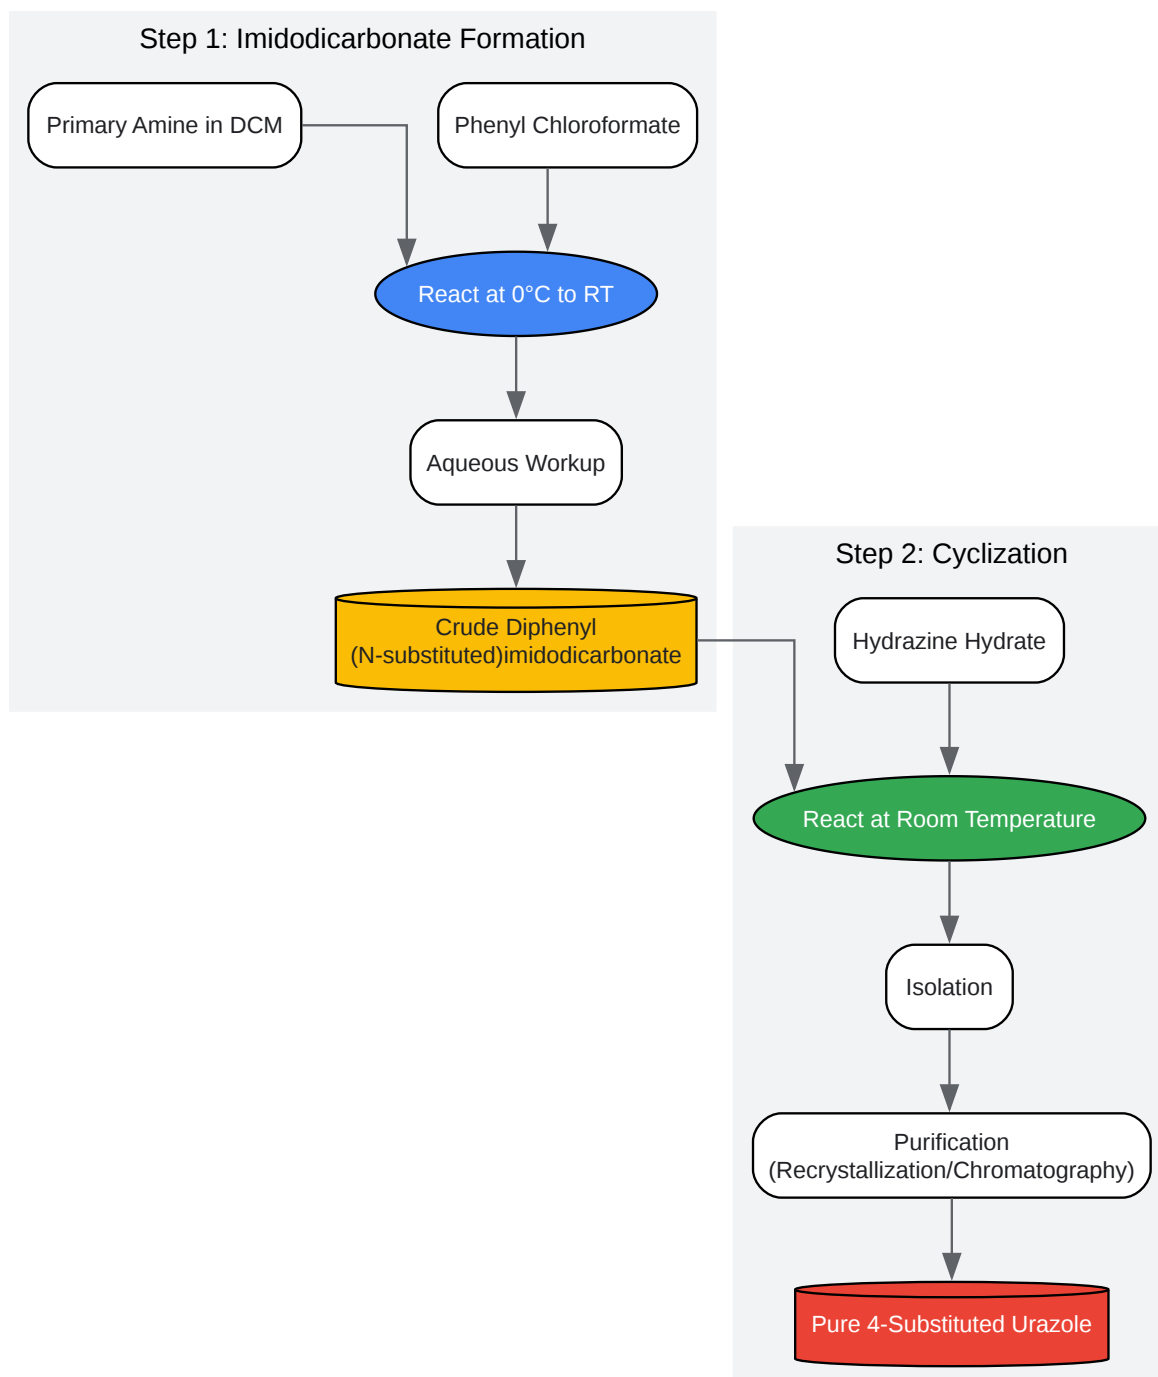 Step 1: Imidodicarbonate Formation
Primary Amine in DCM
Phenyl Chloroformate
React at 0°C to RT
Aqueous Workup
Crude Diphenyl
(N-substituted)imidodicarbonate
Step 2: Cyclization
Hydrazine Hydrate
React at Room Temperature
Isolation
Purification
(Recrystallization/Chromatography)
Pure 4-Substituted Urazole